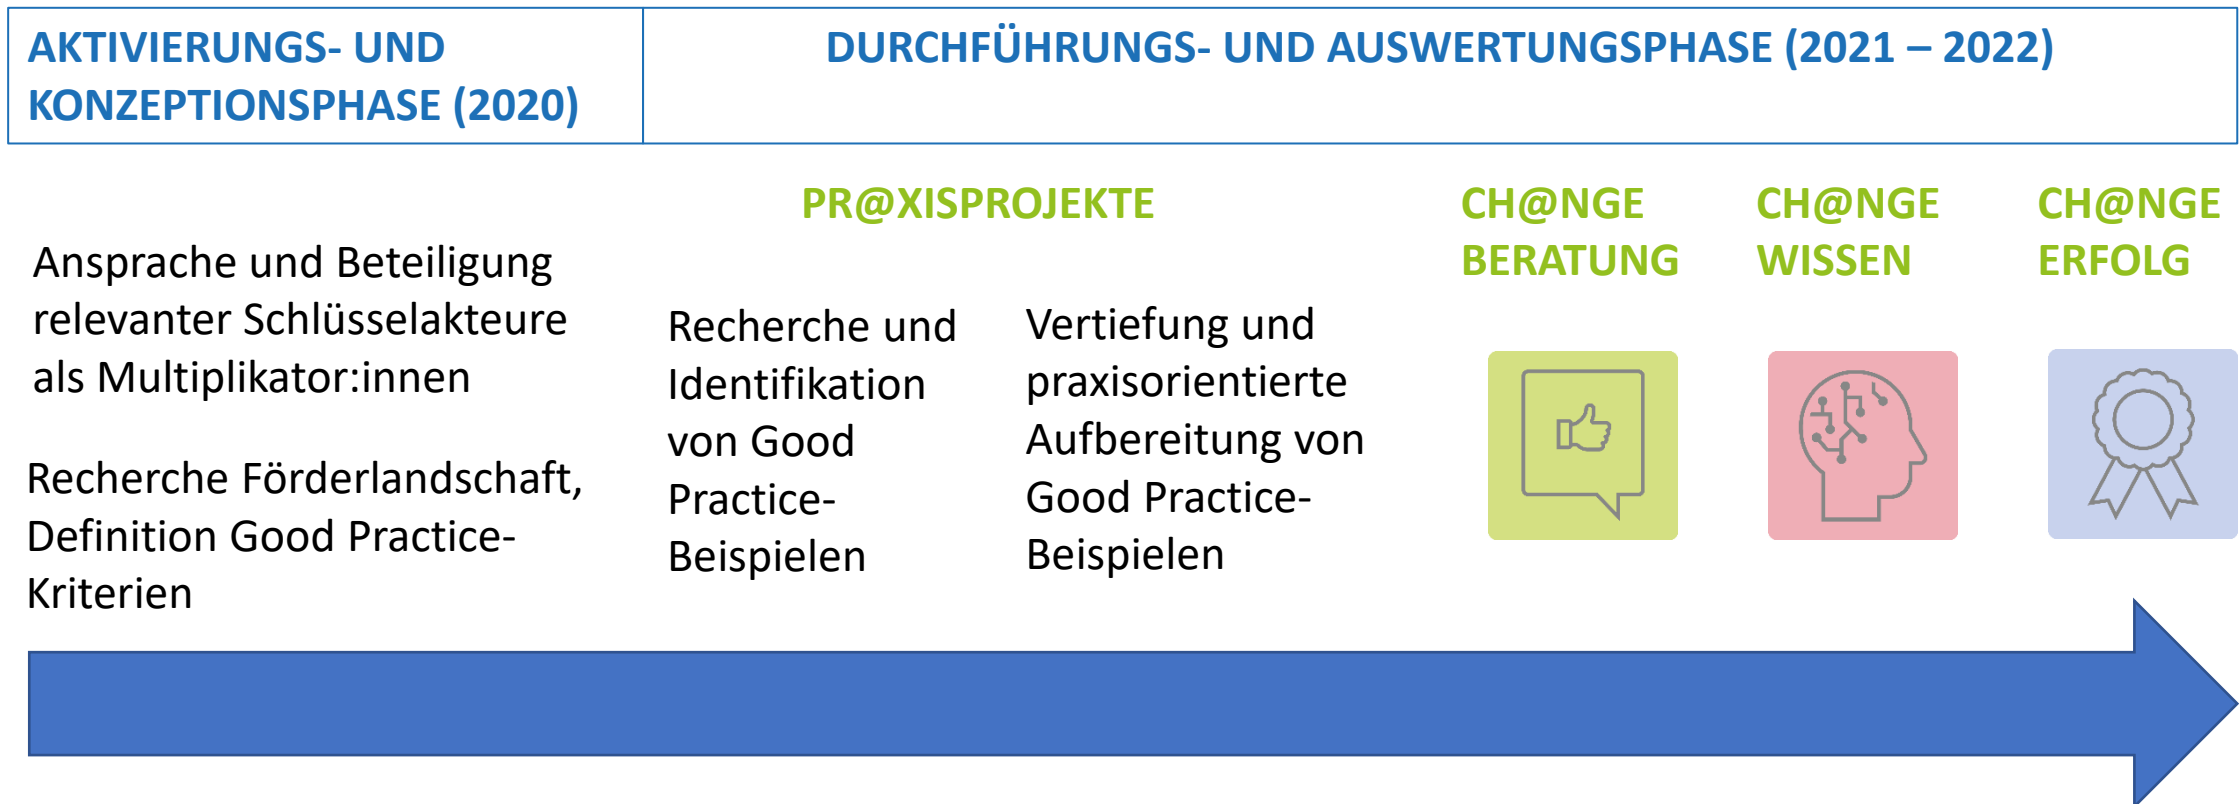 AKTIVIERUNGS- UND
KONZEPTIONSPHASE (2020)
DURCHFÜHRUNGS- UND AUSWERTUNGSPHASE (2021 – 2022)
Ansprache und Beteiligung
relevanter Schlüsselakteure
als Multiplikator:innen
Recherche Förderlandschaft,
Definition Good Practice-
Kriterien
PR@XISPROJEKTE
Recherche und
Identifikation
von Good
Practice-
Beispielen
Vertiefung und
praxisorientierte
Aufbereitung von
Good Practice-
Beispielen
CH@NGE
BERATUNG
CH@NGE
WISSEN
CH@NGE
ERFOLG